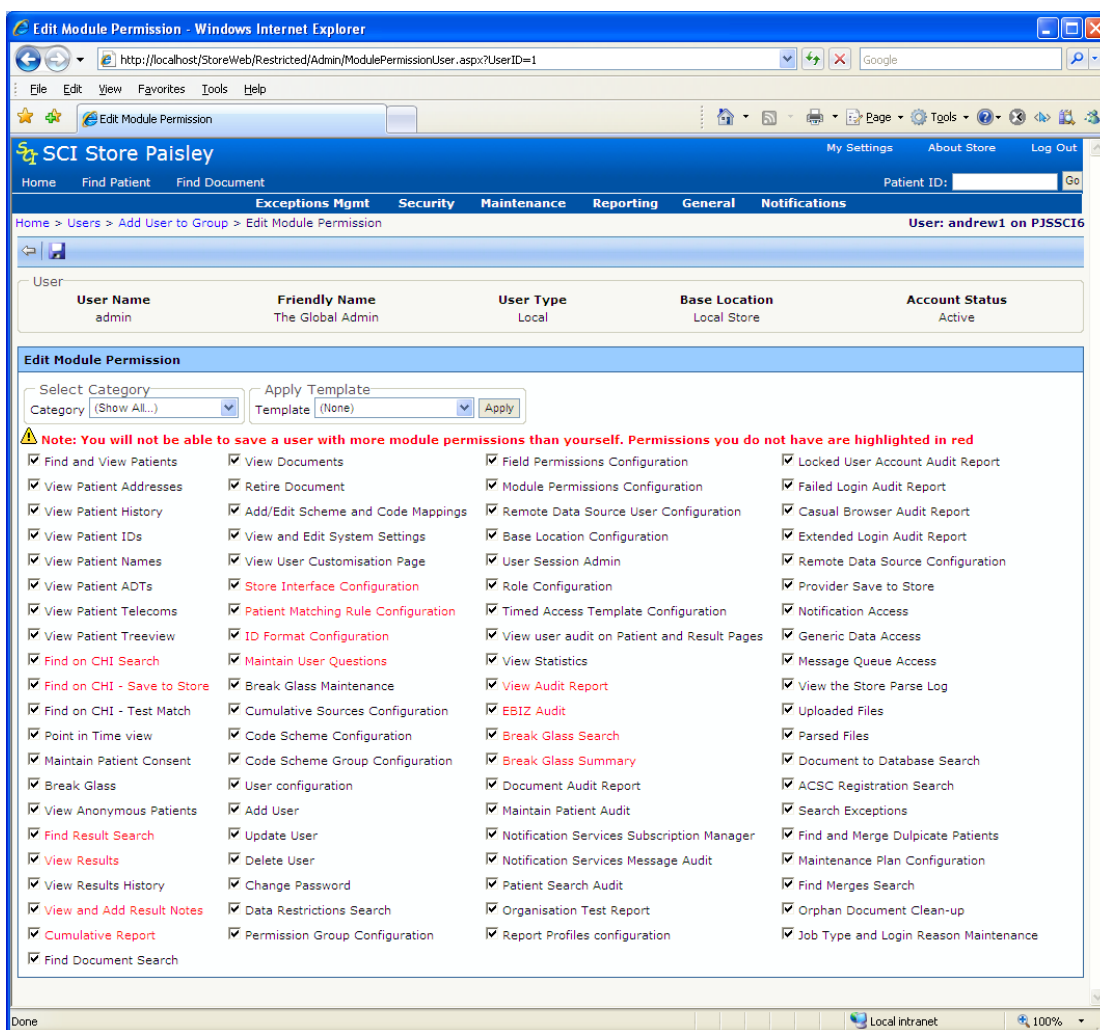 Edit Module Permission - Windows Internet Explorer
http://localhost/StoreWeb/Restricted/Admin/ModulePermissionUser.aspx?UserID=1
Google
File Edit View Favorites Tools Help
Edit Module Permission
Page Tools
SCI Store Paisley
My Settings About Store Log Out
Home Find Patient Find Document
Patient ID: Go
Exceptions Mgmt Security Maintenance Reporting General Notifications
Home > Users > Add User to Group > Edit Module Permission
User: andrew1 on PJSSCI6
User
User Name Friendly Name User Type Base Location Account Status
admin The Global Admin Local Local Store Active
Edit Module Permission
Select Category Apply Template
Category (Show All...) Template (None) Apply
Note: You will not be able to save a user with more module permissions than yourself. Permissions you do not have are highlighted in red
Find and View Patients View Documents Field Permissions Configuration Locked User Account Audit Report
View Patient Addresses Retire Document Module Permissions Configuration Failed Login Audit Report
View Patient History Add/Edit Scheme and Code Mappings Remote Data Source User Configuration Casual Browser Audit Report
View Patient IDs View and Edit System Settings Base Location Configuration Extended Login Audit Report
View Patient Names View User Customisation Page User Session Admin Remote Data Source Configuration
View Patient ADTs Store Interface Configuration Role Configuration Provider Save to Store
View Patient Telecoms Patient Matching Rule Configuration Timed Access Template Configuration Notification Access
View Patient Treeview ID Format Configuration View user audit on Patient and Result Pages Generic Data Access
Find on CHI Search Maintain User Questions View Statistics Message Queue Access
Find on CHI - Save to Store Break Glass Maintenance View Audit Report View the Store Parse Log
Find on CHI - Test Match Cumulative Sources Configuration EBIZ Audit Uploaded Files
Point in Time view Code Scheme Configuration Break Glass Search Parsed Files
Maintain Patient Consent Code Scheme Group Configuration Break Glass Summary Document to Database Search
Break Glass User configuration Document Audit Report ACSC Registration Search
View Anonymous Patients Add User Maintain Patient Audit Search Exceptions
Find Result Search Update User Notification Services Subscription Manager Find and Merge Dulpicate Patients
View Results Delete User Notification Services Message Audit Maintenance Plan Configuration
View Results History Change Password Patient Search Audit Find Merges Search
View and Add Result Notes Data Restrictions Search Organisation Test Report Orphan Document Clean-up
Cumulative Report Permission Group Configuration Report Profiles configuration Job Type and Login Reason Maintenance
Find Document Search
Done Local intranet 100%